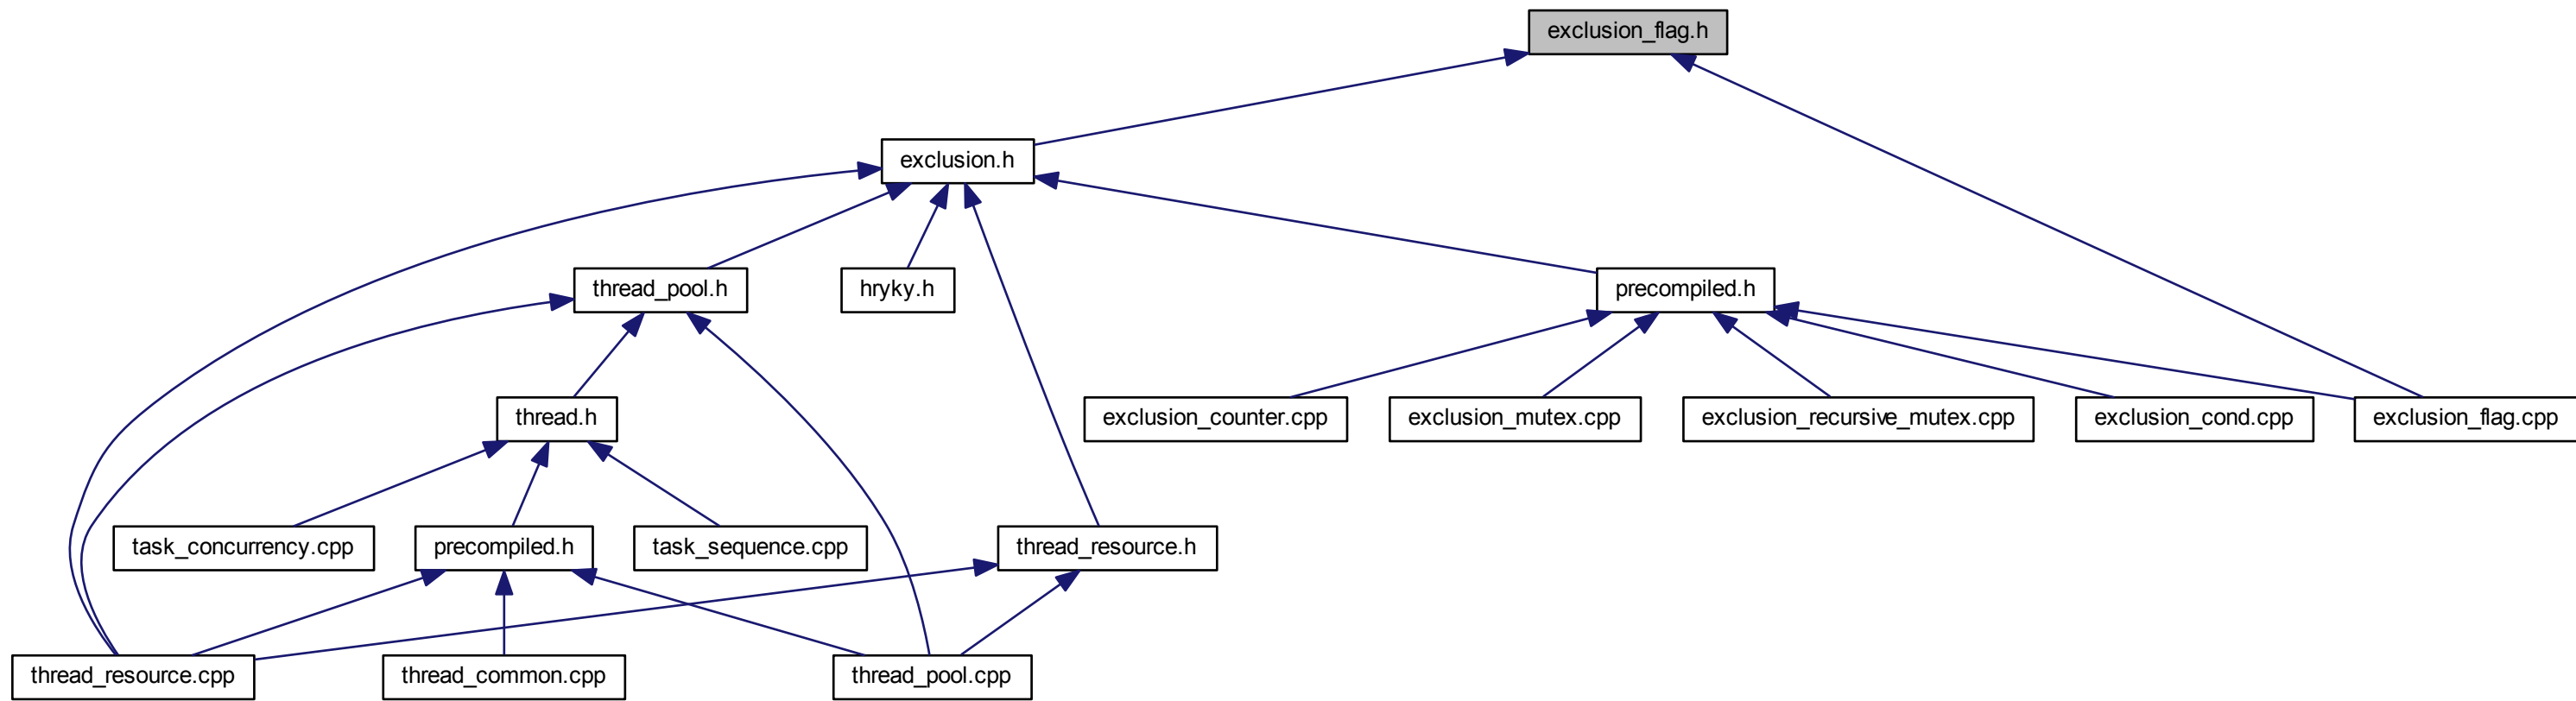 exclusion_flag.h
exclusion.h
thread_pool.h
hryky.h
precompiled.h
thread.h
exclusion_counter.cpp
exclusion_mutex.cpp
exclusion_recursive_mutex.cpp
exclusion_cond.cpp
exclusion_flag.cpp
task_concurrency.cpp
precompiled.h
task_sequence.cpp
thread_resource.h
thread_resource.cpp
thread_common.cpp
thread_pool.cpp